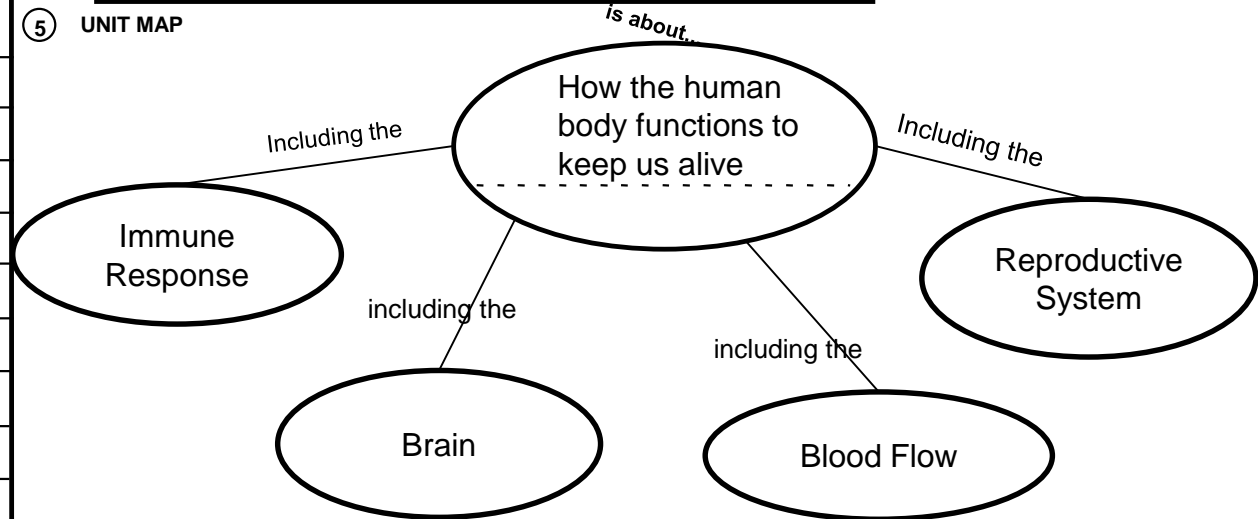 5 UNIT MAP
is about...
How the human
body functions to
keep us alive
Including the
Including the
Immune
Response
Reproductive
System
including the
including the
Brain
Blood Flow